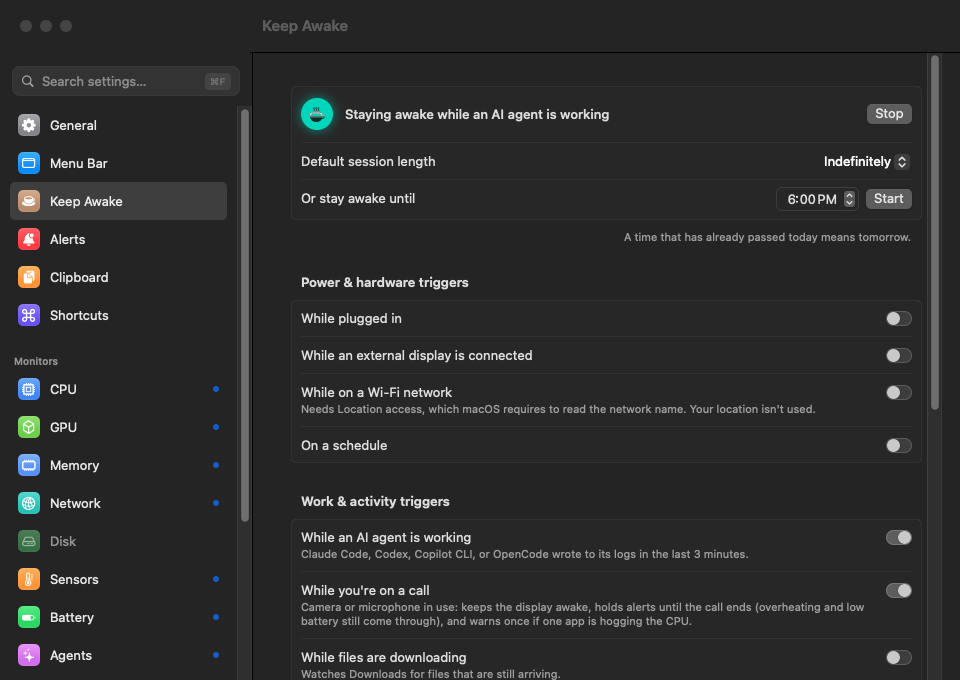 Keep Awake
Search settings...
⌘F
General
Menu Bar
Keep Awake
Alerts
Clipboard
Shortcuts
Monitors
CPU
GPU
Memory
Network
Disk
Sensors
Battery
Agents
Staying awake while an AI agent is working
Stop
Default session length
Indefinitely
Or stay awake until
6:00 PM
Start
A time that has already passed today means tomorrow.
Power & hardware triggers
While plugged in
While an external display is connected
While on a Wi-Fi network
Needs Location access, which macOS requires to read the network name. Your location isn't used.
On a schedule
Work & activity triggers
While an AI agent is working
Claude Code, Codex, Copilot CLI, or OpenCode wrote to its logs in the last 3 minutes.
While you're on a call
Camera or microphone in use: keeps the display awake, holds alerts until the call ends (overheating and low
battery still come through), and warns once if one app is hogging the CPU.
While files are downloading
Watches Downloads for files that are still arriving.